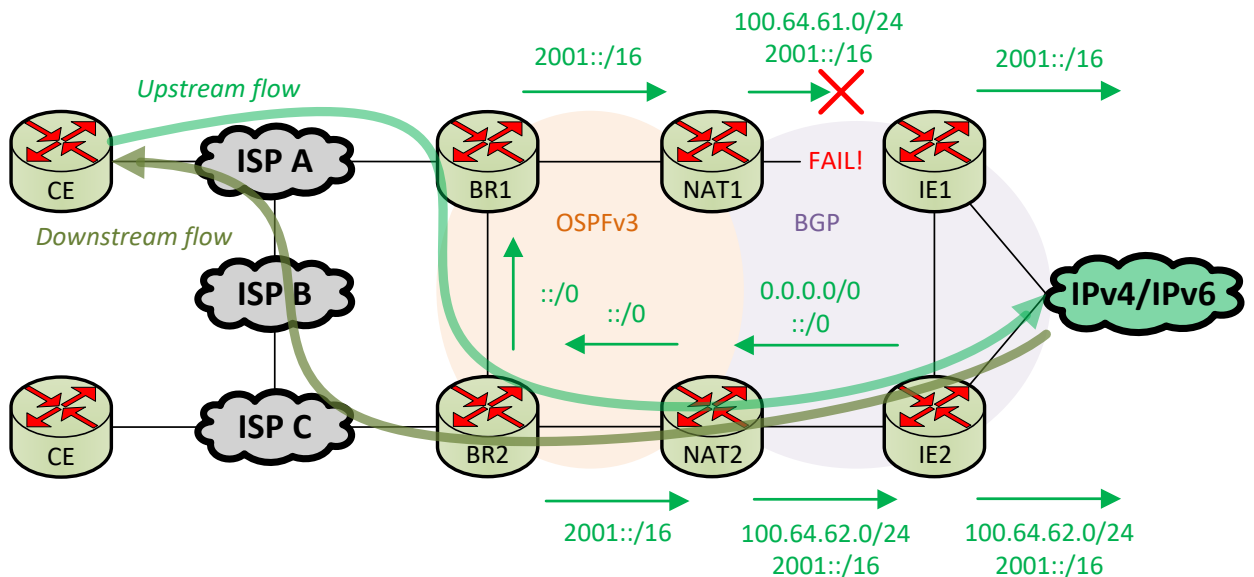 100.64.61.0/24
2001::/16
2001::/16
2001::/16
Upstream flow
CE
ISP A
BR1
NAT1
FAIL!
IE1
Downstream flow
OSPFv3
BGP
ISP B
::/0
::/0
0.0.0.0/0
::/0
IPv4/IPv6
CE
ISP C
BR2
NAT2
IE2
2001::/16
100.64.62.0/24
2001::/16
100.64.62.0/24
2001::/16